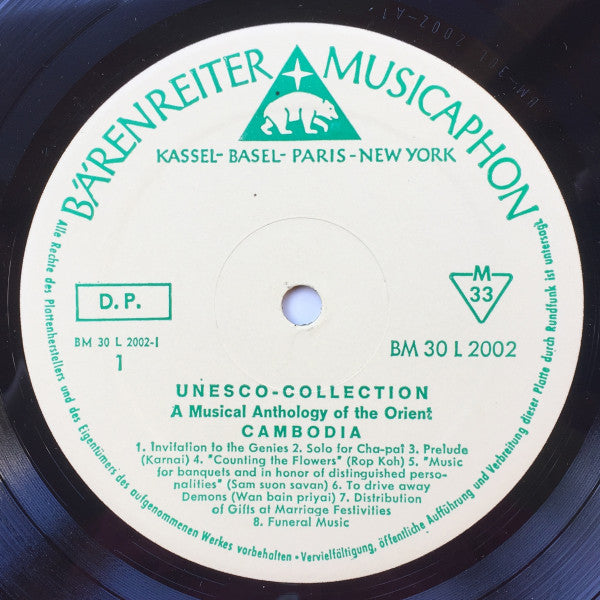 BÄRENREITER MUSICAPHON
KASSEL- BASEL- PARIS - NEW YORK
D. P.
M
33
BM 30 L 2002-I
1
BM 30 L 2002
UNESCO-COLLECTION
A Musical Anthology of the Orient
CAMBODIA
1. Invitation to the Genies 2. Solo for Cha-pai 3. Prelude
(Karnai) 4. "Counting the Flowers" (Rop Koh) 5. "Music
for banquets and in honor of distinguished perso-
nalities" (Sam suon savan) 6. To drive away
Demons (Wan bain priyai) 7. Distribution
of Gifts at Marriage Festivities
8. Funeral Music
Alle Rechte des Plattenherstellers und des Eigentümers des aufgenommenen Werkes vorbehalten • Vervielfältigung, öffentliche Aufführung und Verbreitung dieser Platte durch Rundfunk ist untersagt.